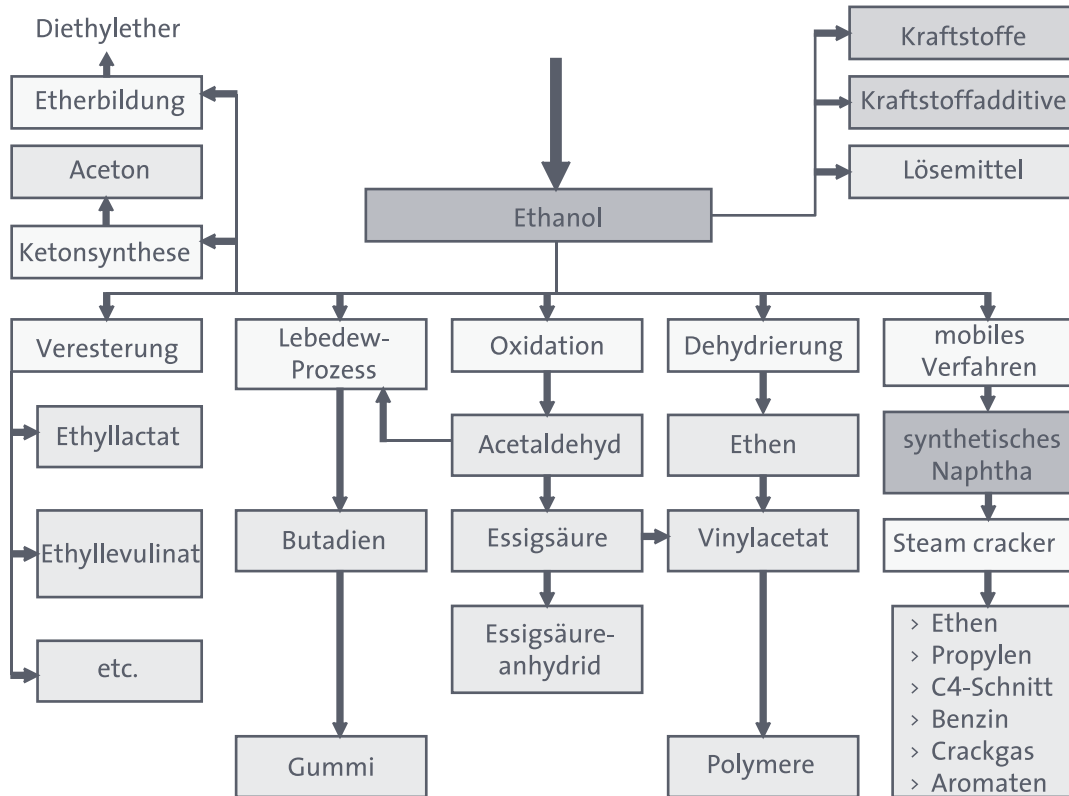 Diethylether
Etherbildung
Aceton
Ketonsynthese
Kraftstoffe
Kraftstoffadditive
Lösemittel
Ethanol
Veresterung
Ethyllactat
Ethyllevulinat
etc.
Lebedew-
Prozess
Butadien
Gummi
Oxidation
Acetaldehyd
Essigsäure
Essigsäure-
anhydrid
Dehydrierung
Ethen
Vinylacetat
Polymere
mobiles
Verfahren
synthetisches
Naphtha
Steam cracker
› Ethen
› Propylen
› C4-Schnitt
› Benzin
› Crackgas
› Aromaten